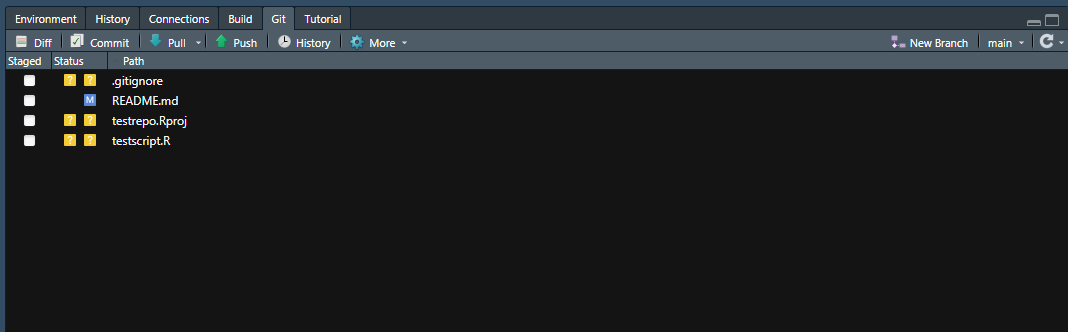 Environment History Connections Build Git Tutorial
Diff Commit Pull Push History More New Branch main
Staged Status Path
? ? .gitignore
M README.md
? ? testrepo.Rproj
? ? testscript.R